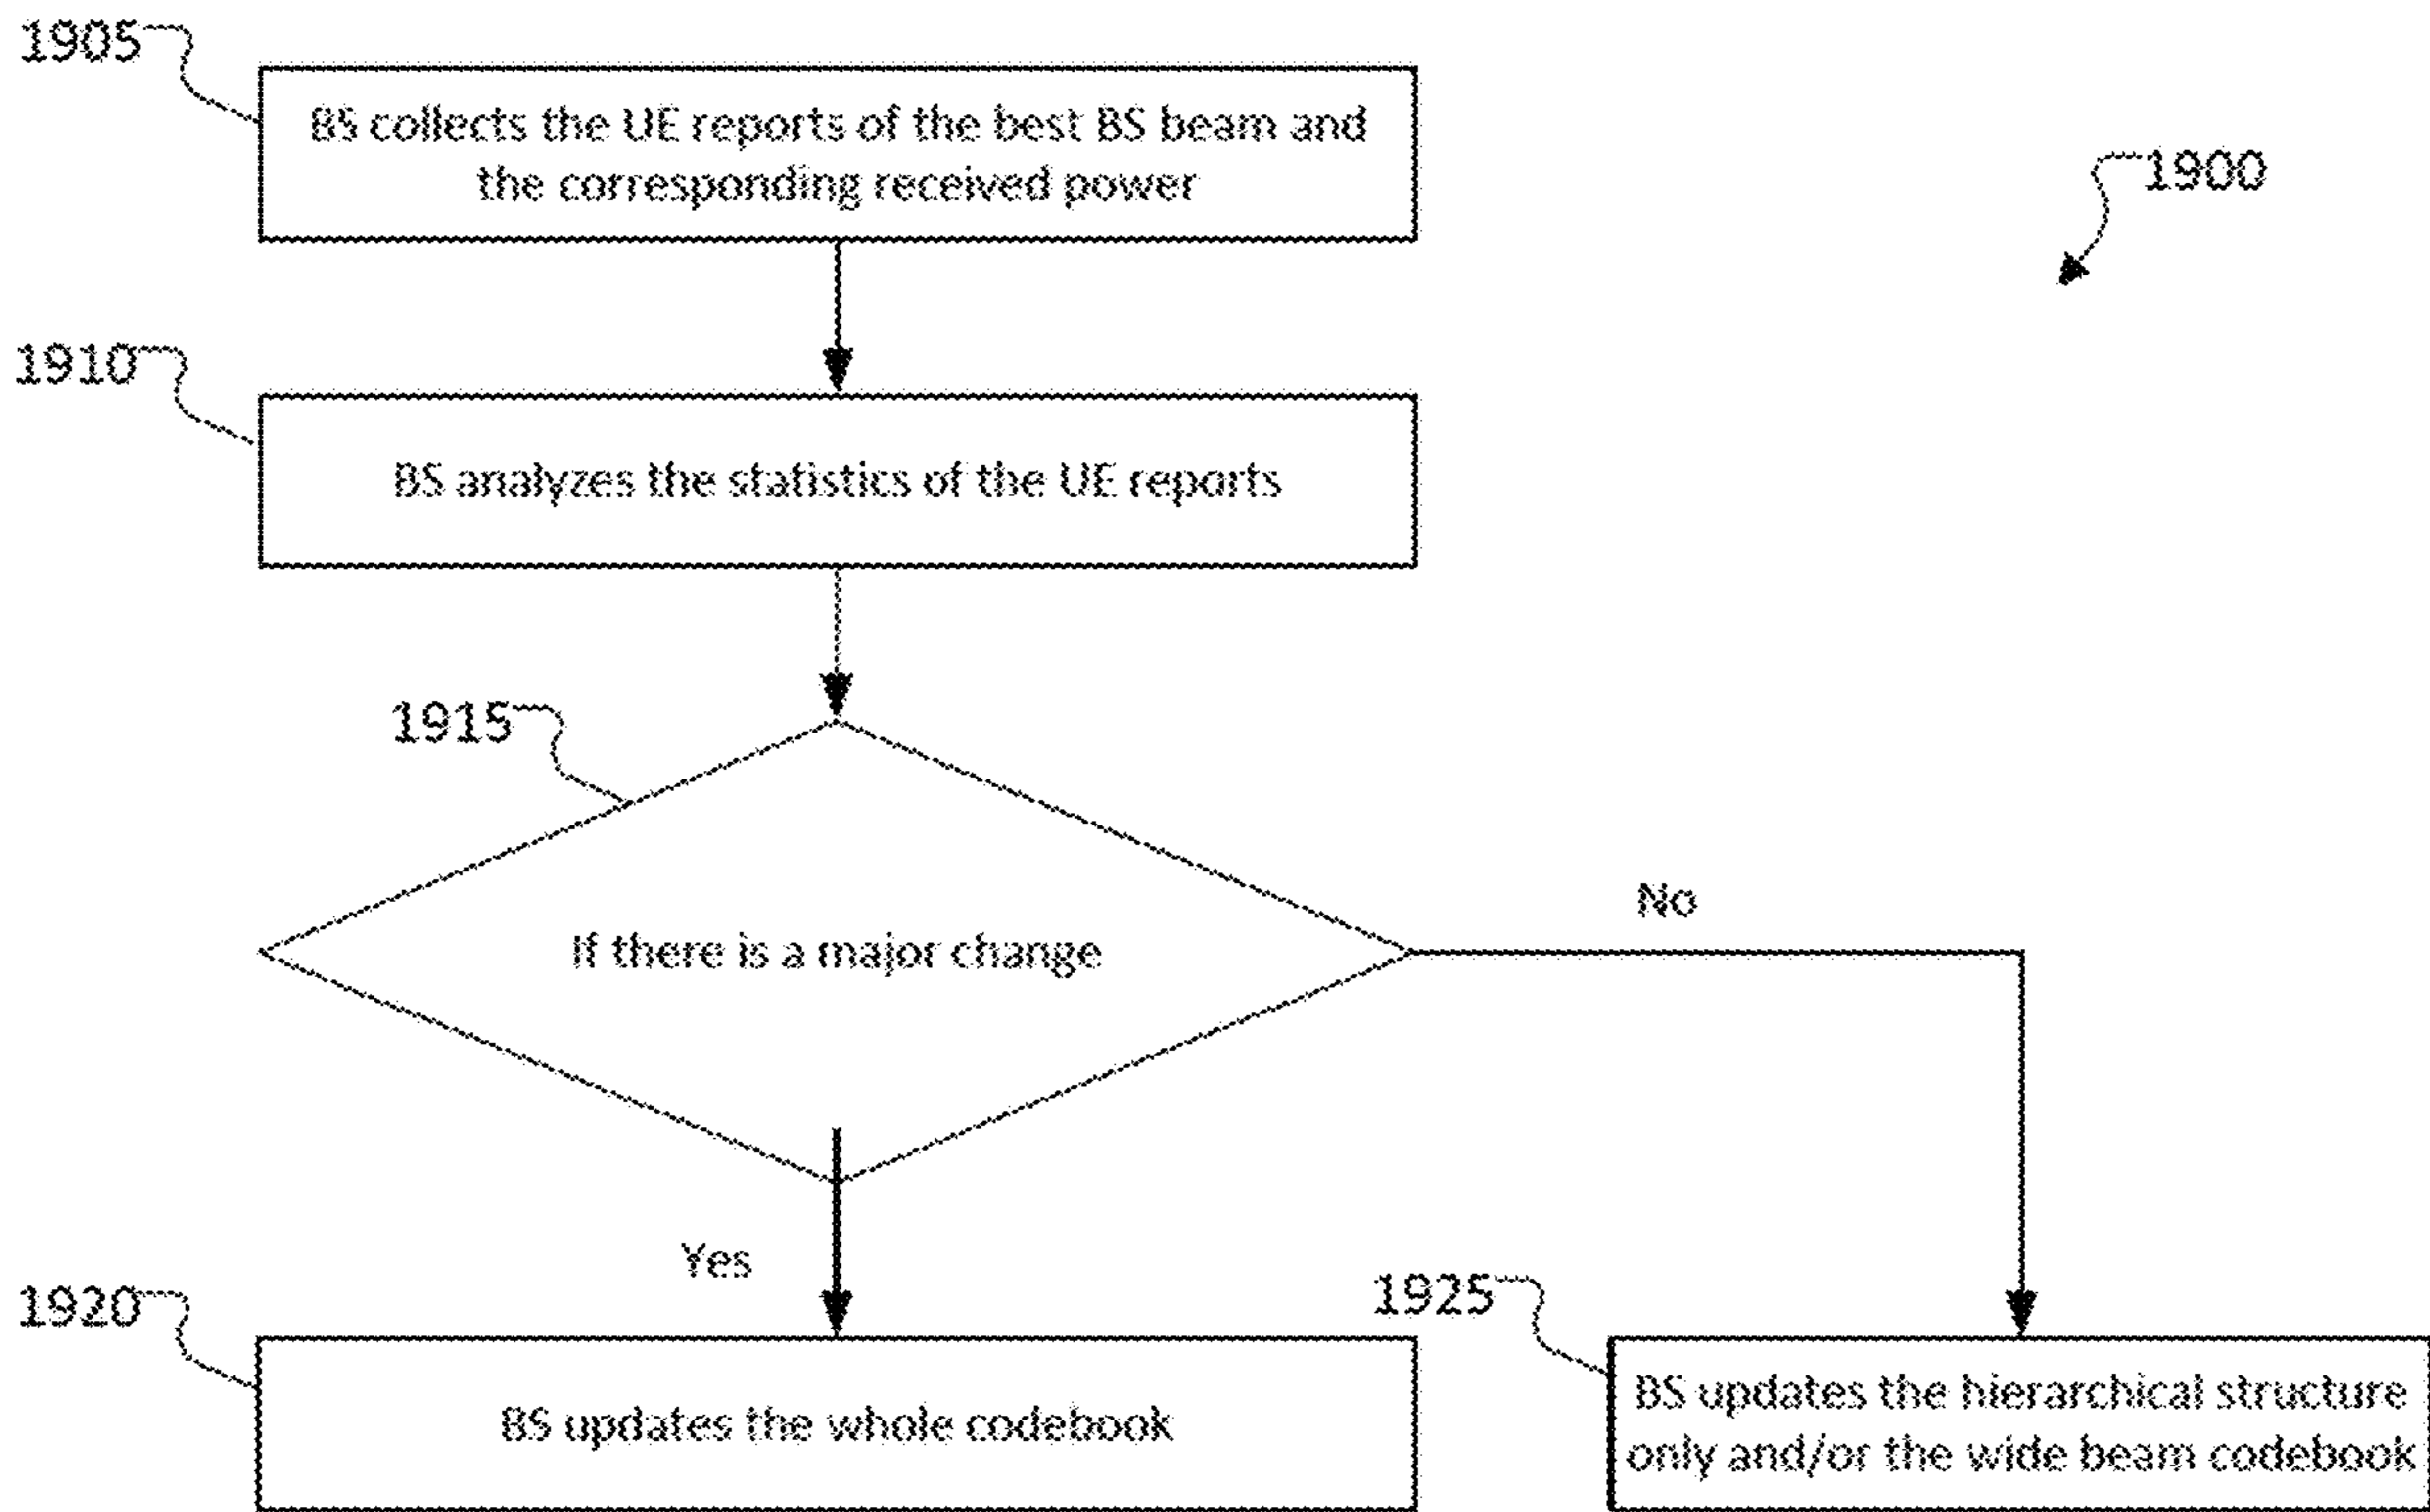 1905
BS collects the UE reports of the best BS beam and
the corresponding received power
1900
1910
BS analyzes the statistics of the UE reports
1915
If there is a major change
No
Yes
1920
BS updates the whole codebook
1925
BS updates the hierarchical structure
only and/or the wide beam codebook